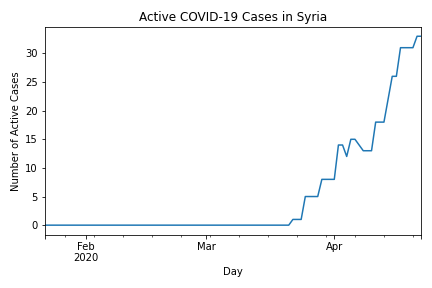 Active COVID-19 Cases in Syria
Number of Active Cases
30
25
20
15
10
5
0
Feb
2020
Mar
Apr
Day